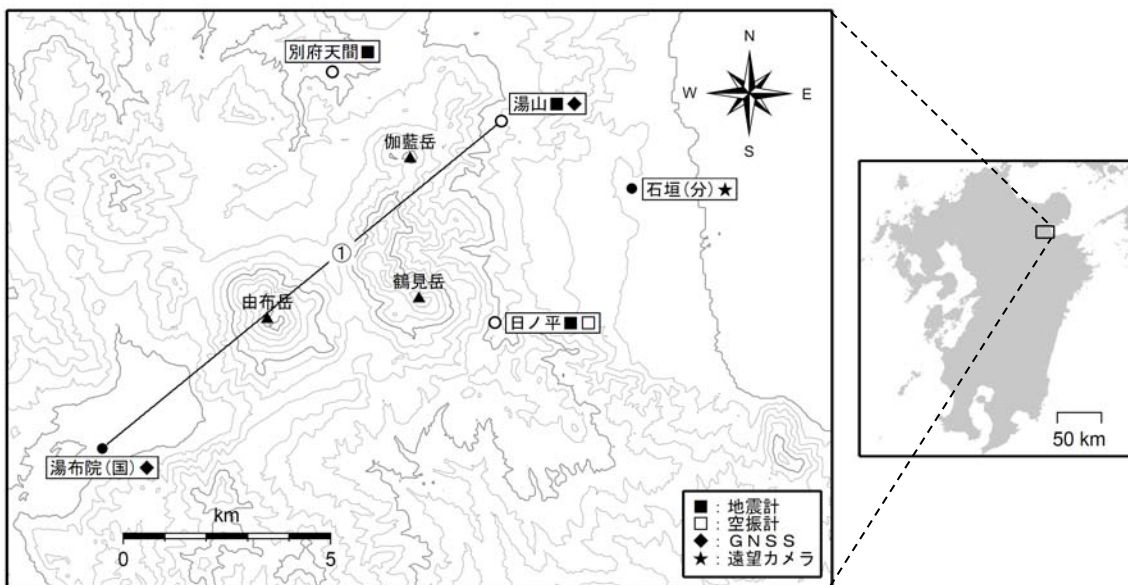 別府天間■
湯山■◆
N
W
E
S
伽藍岳
石垣(分)★
①
鶴見岳
由布岳
日ノ平■□
湯布院(国)◆
km
0
5
■:地震計
□:空振計
◆:GNSS
★:遠望カメラ
50 km